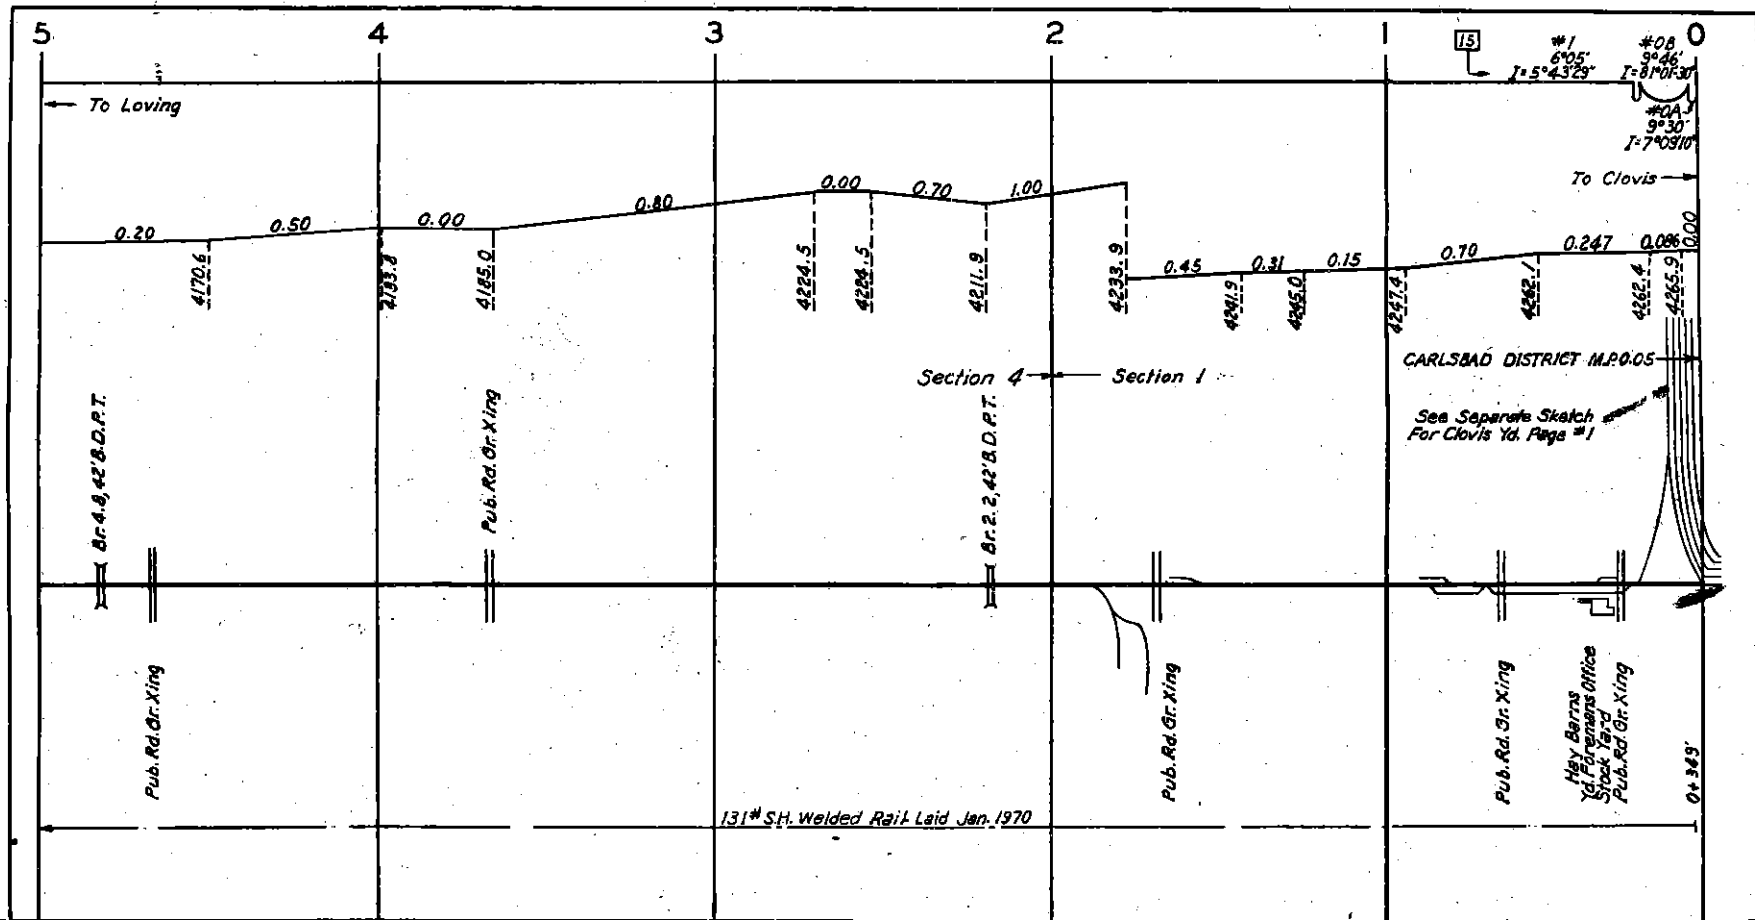 5 4 3 2 1 0
15
#1
6°05'
I=5°43'29"
#0B
9°46'
I=81°01'30"
#0A
9°30'
I=7°09'10"
To Loving
To Clovis
0.20 0.50 0.00 0.80 0.00 0.70 1.00
0.45 0.31 0.15 0.70 0.247 0.086 0.00
4170.6
4183.8
4185.0
4224.5
4224.5
4211.9
4233.9
4241.9
4245.0
4247.4
4262.1
4262.4
4265.9
Section 4
Section 1
CARLSBAD DISTRICT M.P.0.05
See Separate Sketch
For Clovis Yd. Page #1
Br. 4.8, 42' B.D.P.T.
Pub. Rd. Gr. Xing
Br. 2.2, 42' B.D.P.T.
Pub. Rd. Gr. Xing
Pub. Rd. Gr. Xing
Pub. Rd. Gr. Xing
Hay Barns
Yd. Foremans Office
Stock Yard
Pub. Rd. Gr. Xing
0+349'
131# S.H. Welded Rail Laid Jan. 1970